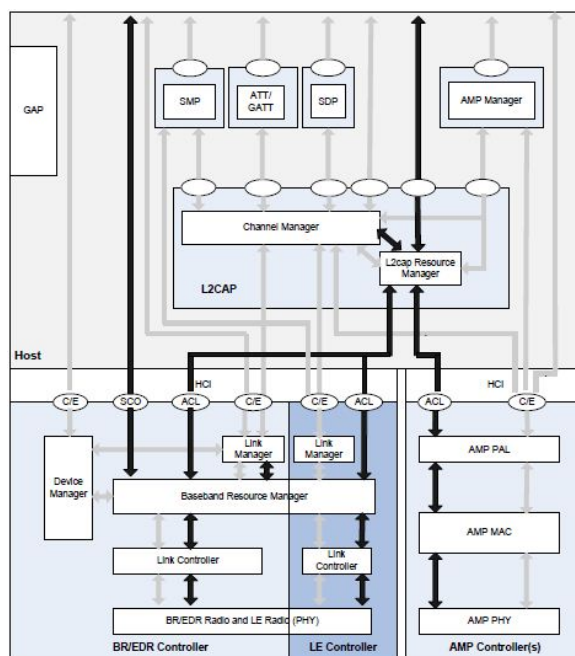 SMP
ATT/
GATT
SDP
AMP Manager
GAP
Channel Manager
L2cap Resource
Manager
L2CAP
Host
HCI
HCI
C/E
SCO
ACL
C/E
C/E
ACL
ACL
C/E
Link
Manager
Link
Manager
AMP PAL
Device
Manager
Baseband Resource Manager
AMP MAC
Link Controller
Link
Controller
BR/EDR Radio and LE Radio (PHY)
AMP PHY
BR/EDR Controller
LE Controller
AMP Controller(s)